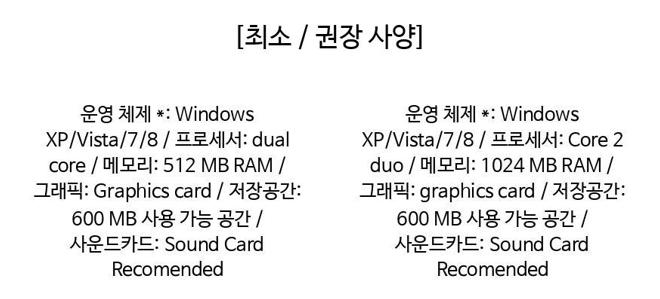 [최소 / 권장 사양]
운영 체제 *: Windows
XP/Vista/7/8 / 프로세서: dual
core / 메모리: 512 MB RAM /
그래픽: Graphics card / 저장공간:
600 MB 사용 가능 공간 /
사운드카드: Sound Card
Recomended
운영 체제 *: Windows
XP/Vista/7/8 / 프로세서: Core 2
duo / 메모리: 1024 MB RAM /
그래픽: graphics card / 저장공간:
600 MB 사용 가능 공간 /
사운드카드: Sound Card
Recomended